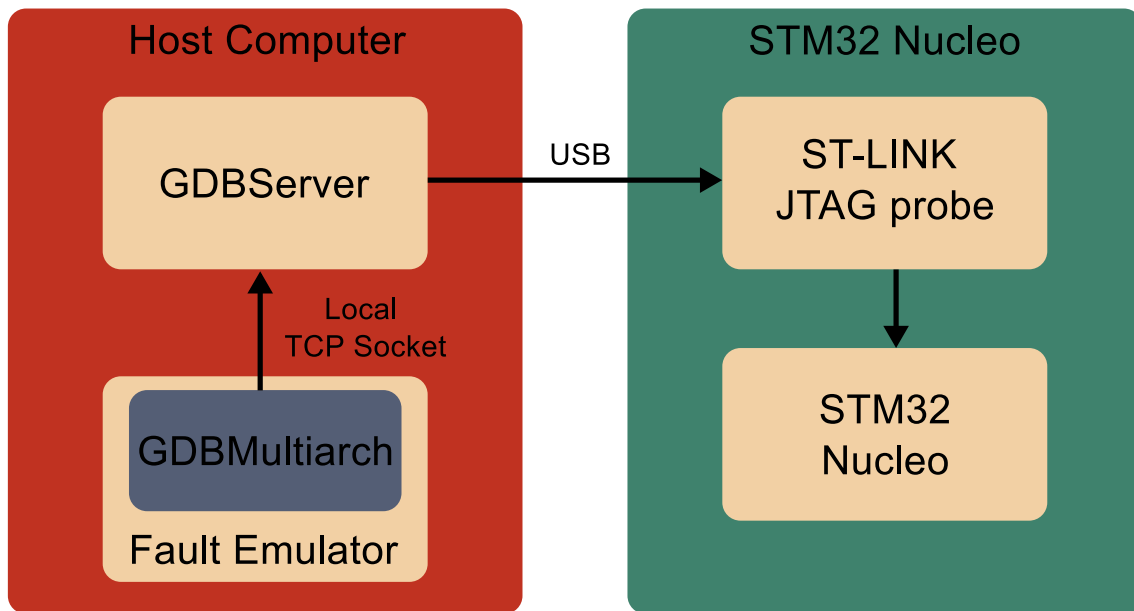 Host Computer
GDBServer
Local
TCP Socket
GDBMultiarch
Fault Emulator
USB
STM32 Nucleo
ST-LINK
JTAG probe
STM32
Nucleo